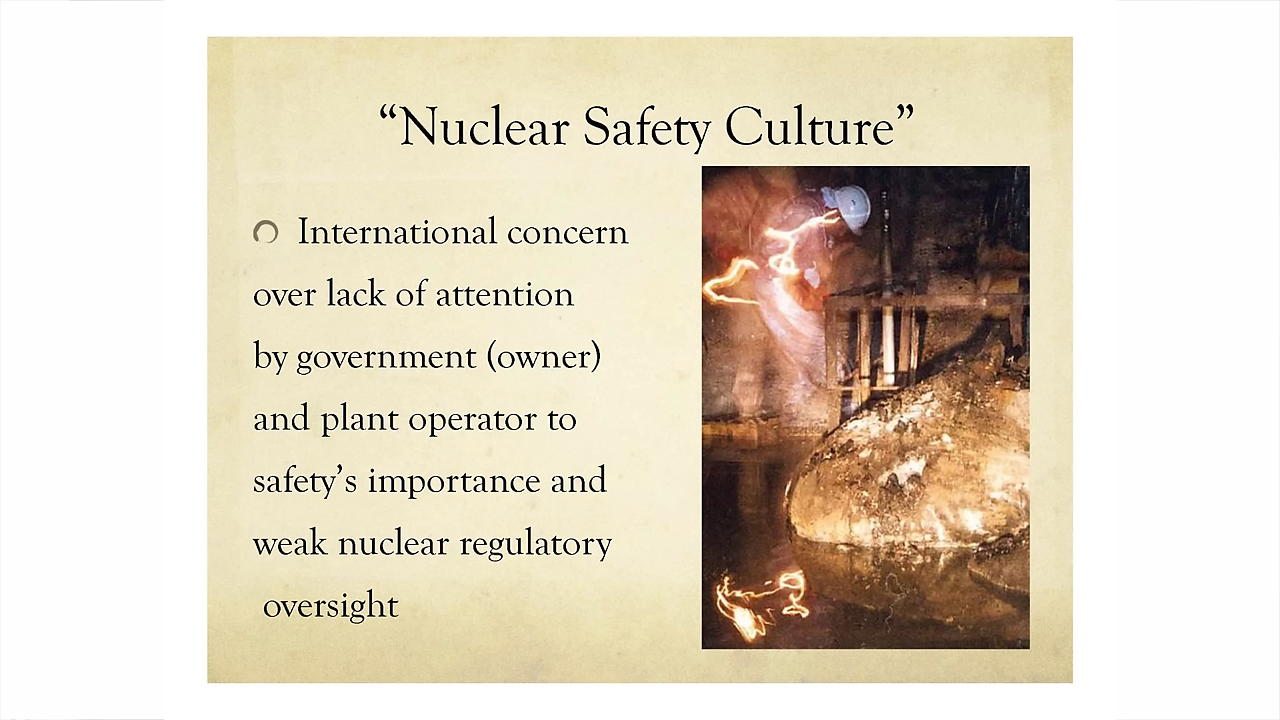 “Nuclear Safety Culture”
International concern
over lack of attention
by government (owner)
and plant operator to
safety’s importance and
weak nuclear regulatory
oversight